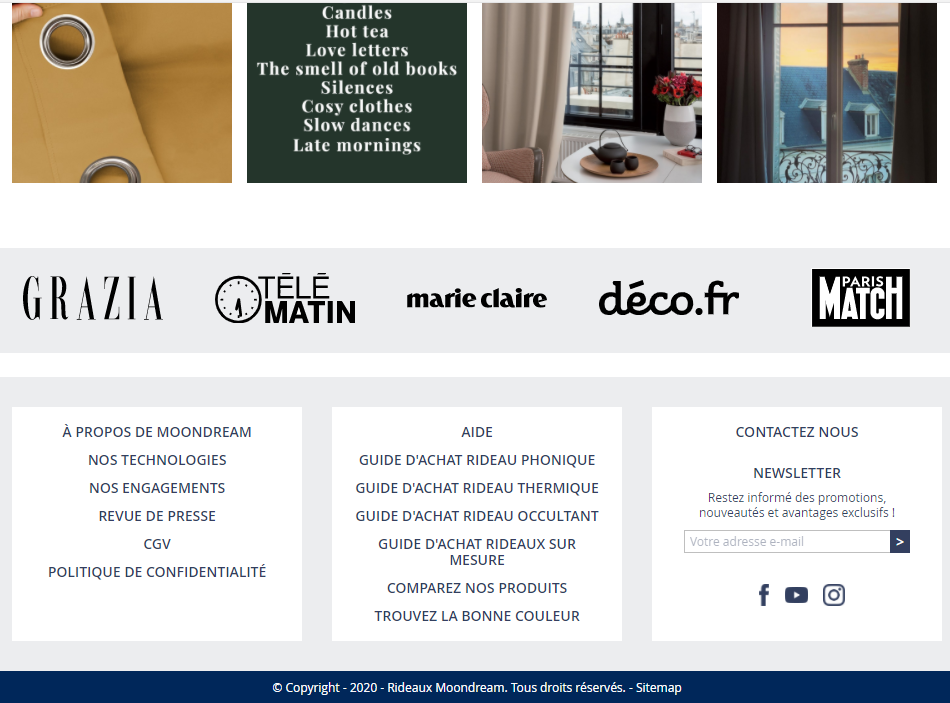 Candles
Hot tea
Love letters
The smell of old books
Silences
Cosy clothes
Slow dances
Late mornings
GRAZIA
TÉLÉ
MATIN
marie claire
déco.fr
PARIS
MATCH
À PROPOS DE MOONDREAM
NOS TECHNOLOGIES
NOS ENGAGEMENTS
REVUE DE PRESSE
CGV
POLITIQUE DE CONFIDENTIALITÉ
AIDE
GUIDE D'ACHAT RIDEAU PHONIQUE
GUIDE D'ACHAT RIDEAU THERMIQUE
GUIDE D'ACHAT RIDEAU OCCULTANT
GUIDE D'ACHAT RIDEAUX SUR
MESURE
COMPAREZ NOS PRODUITS
TROUVEZ LA BONNE COULEUR
CONTACTEZ NOUS
NEWSLETTER
Restez informé des promotions,
nouveautés et avantages exclusifs !
Votre adresse e-mail
>
© Copyright - 2020 - Rideaux Moondream. Tous droits réservés. - Sitemap